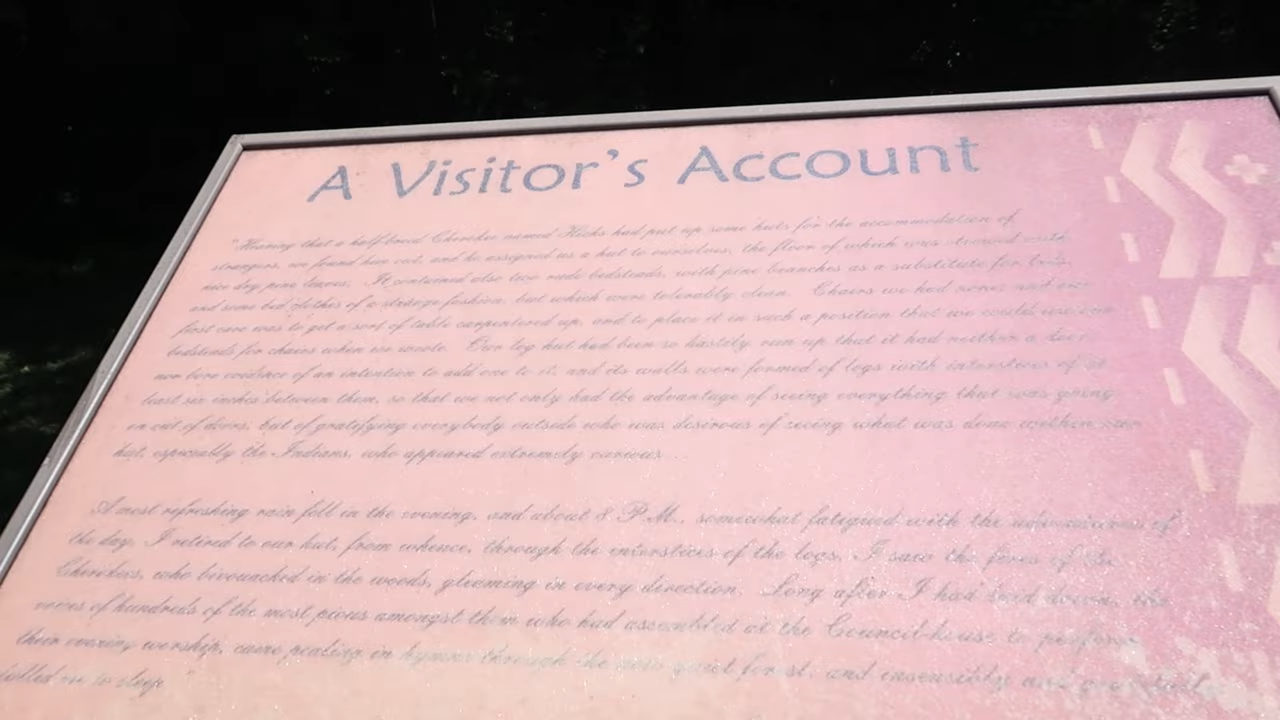 A Visitor's Account
"Hearing that a half-breed Cherokee named Hicks had put up some huts for the accommodation of
strangers, we found him out, and he assigned us a hut to ourselves, the floor of which was strewed with
nice dry pine leaves. It contained also two rude bedsteads, with pine branches as a substitute for beds,
and some bed clothes of a strange fashion, but which were tolerably clean. Chairs we had none; and our
first care was to get a sort of table carpentered up, and to place it in such a position that we could use our
bedsteads for chairs when we wrote. Our log hut had been so hastily run up that it had neither a door
nor bore evidence of an intention to add one to it, and its walls were formed of logs with interstices of at
least six inches between them, so that we not only had the advantage of seeing everything that was going
on out of doors, but of gratifying everybody outside who was desirous of seeing what was done within our
hut, especially the Indians, who appeared extremely curious . . .
A most refreshing rain fell in the evening, and about 8 P.M., somewhat fatigued with the adventures of
the day, I retired to our hut, from whence, through the interstices of the logs, I saw the fires of the
Cherokees, who bivouacked in the woods, gleaming in every direction. Long after I had laid down, the
voices of hundreds of the most pious amongst them who had assembled at the Council-house to perform
their evening worship, came pealing in hymns through the now quiet forest, and insensibly and
lulled me to sleep."